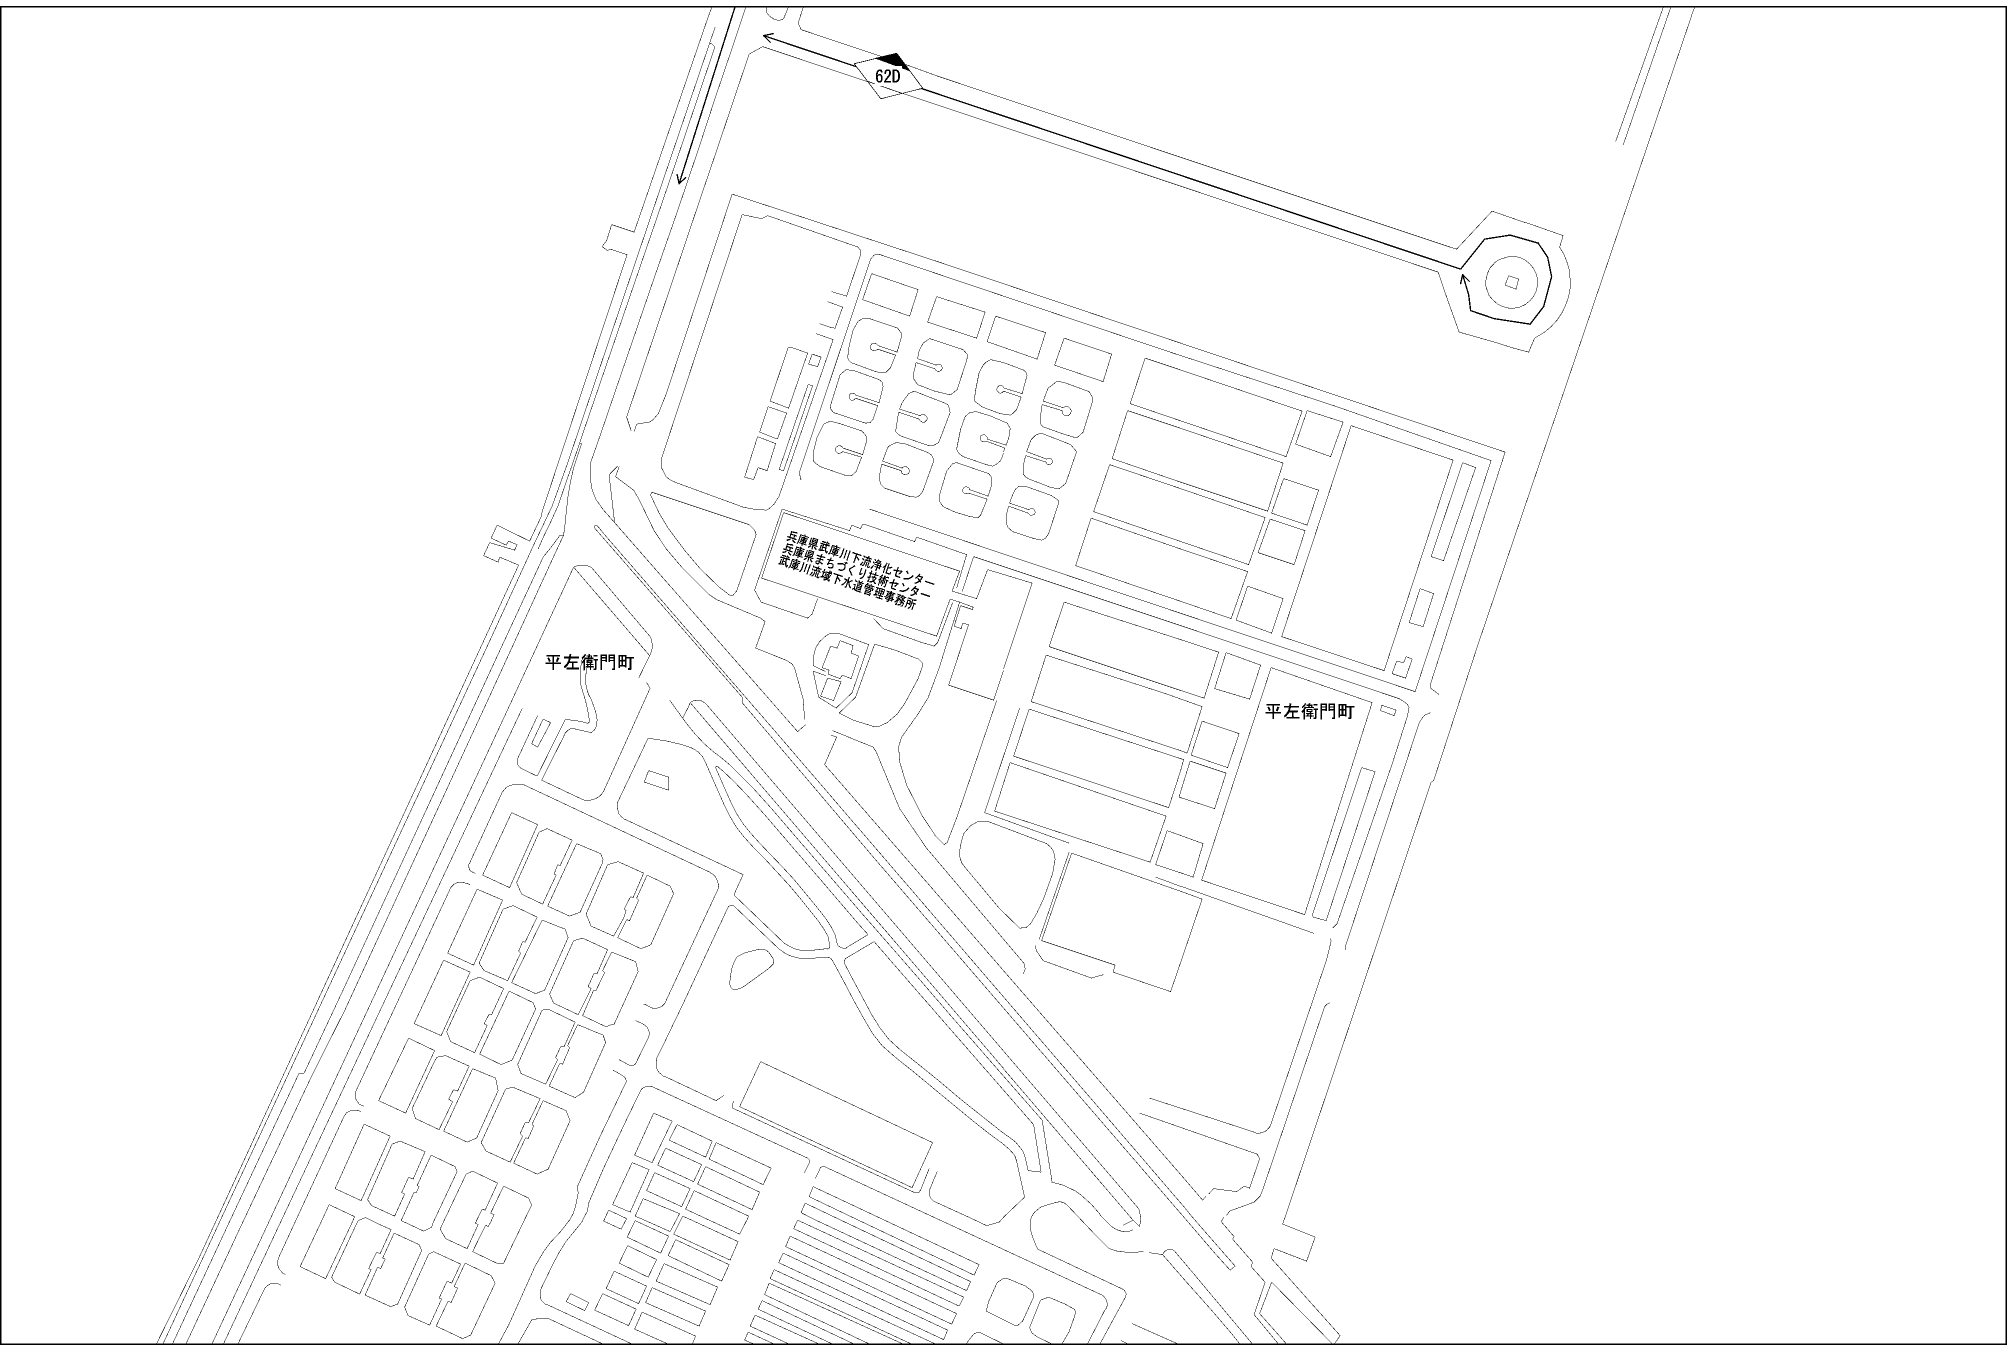 62D
兵庫県武庫川下流浄化センター
兵庫県まちづくり技術センター
武庫川流域下水道管理事務所
平左衛門町
平左衛門町